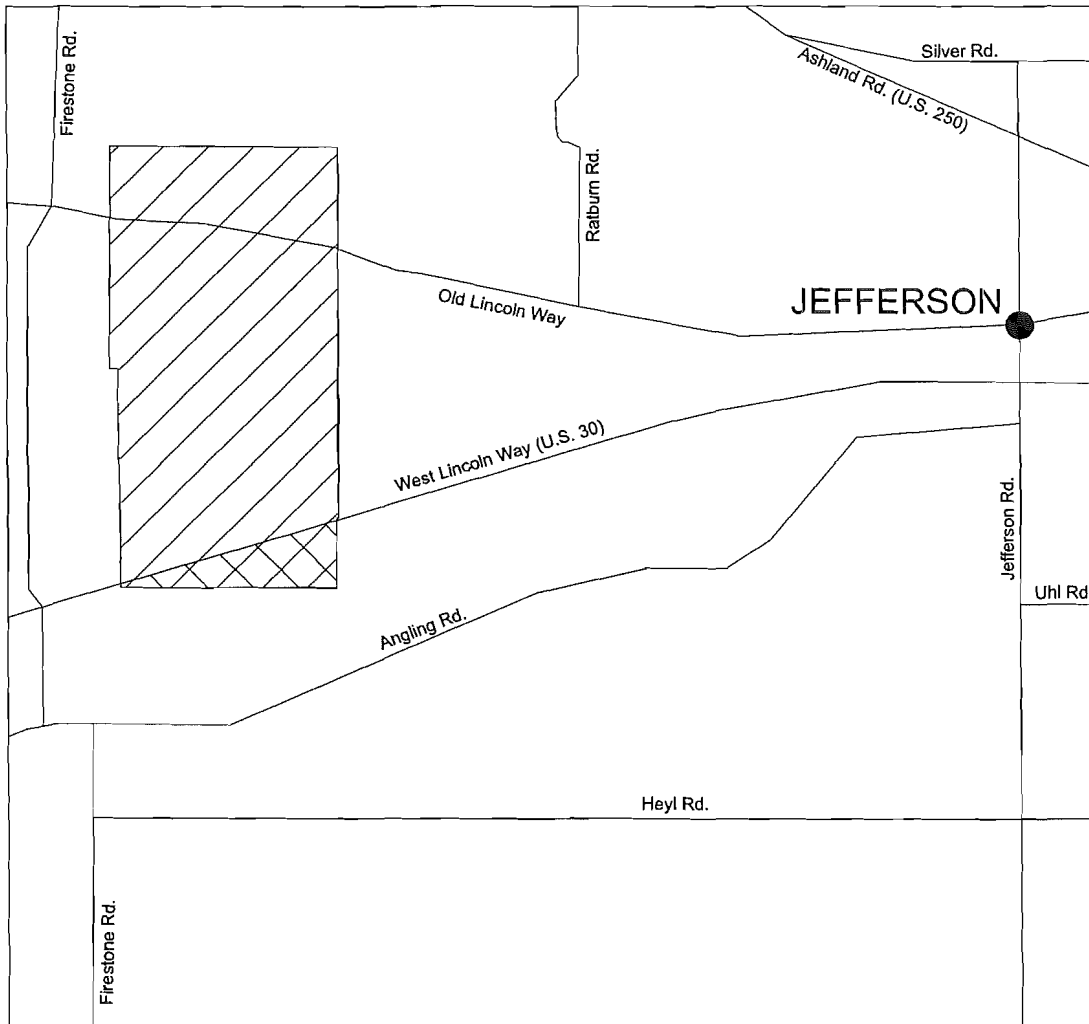 Firestone Rd.
Silver Rd.
Ashland Rd. (U.S. 250)
Ratburn Rd.
Old Lincoln Way
JEFFERSON
West Lincoln Way (U.S. 30)
Jefferson Rd.
Uhl Rd
Angling Rd.
Heyl Rd.
Firestone Rd.